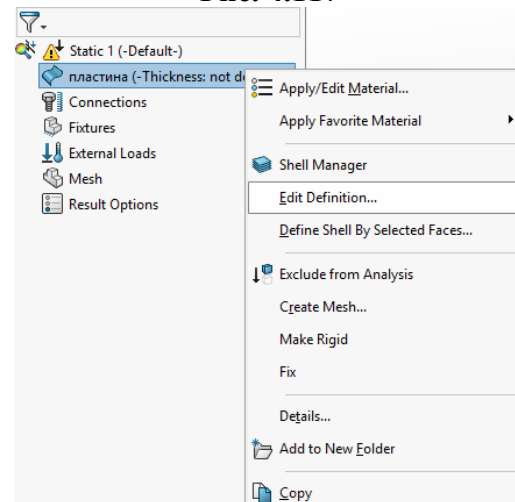 Static 1 (-Default-)
пластина (-Thickness: not de
Connections
Fixtures
External Loads
Mesh
Result Options
Apply/Edit Material...
Apply Favorite Material
Shell Manager
Edit Definition...
Define Shell By Selected Faces...
Exclude from Analysis
Create Mesh...
Make Rigid
Fix
Details...
Add to New Folder
Copy